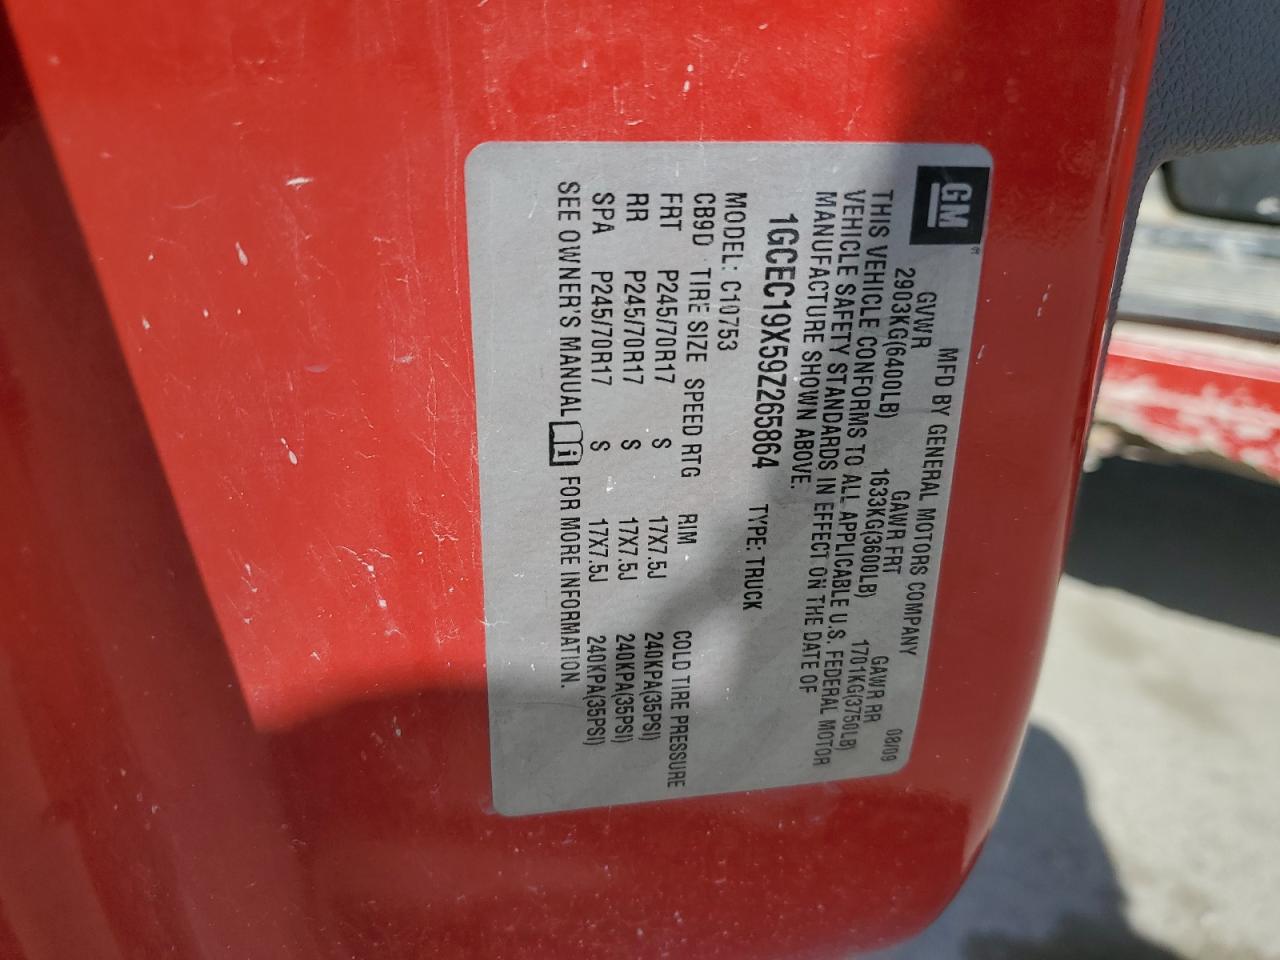 GM
MFD BY GENERAL MOTORS COMPANY 08/09
GVWR GAWR FRT GAWR RR
2903KG(6400LB) 1633KG(3600LB) 1701KG(3750LB)
THIS VEHICLE CONFORMS TO ALL APPLICABLE U.S. FEDERAL MOTOR
VEHICLE SAFETY STANDARDS IN EFFECT ON THE DATE OF
MANUFACTURE SHOWN ABOVE.
1GCEC19X59Z265864 TYPE: TRUCK
MODEL: C10753
CB9D TIRE SIZE SPEED RTG RIM COLD TIRE PRESSURE
FRT P245/70R17 S 17X7.5J 240KPA(35PSI)
RR P245/70R17 S 17X7.5J 240KPA(35PSI)
SPA P245/70R17 S 17X7.5J 240KPA(35PSI)
SEE OWNER'S MANUAL i FOR MORE INFORMATION.